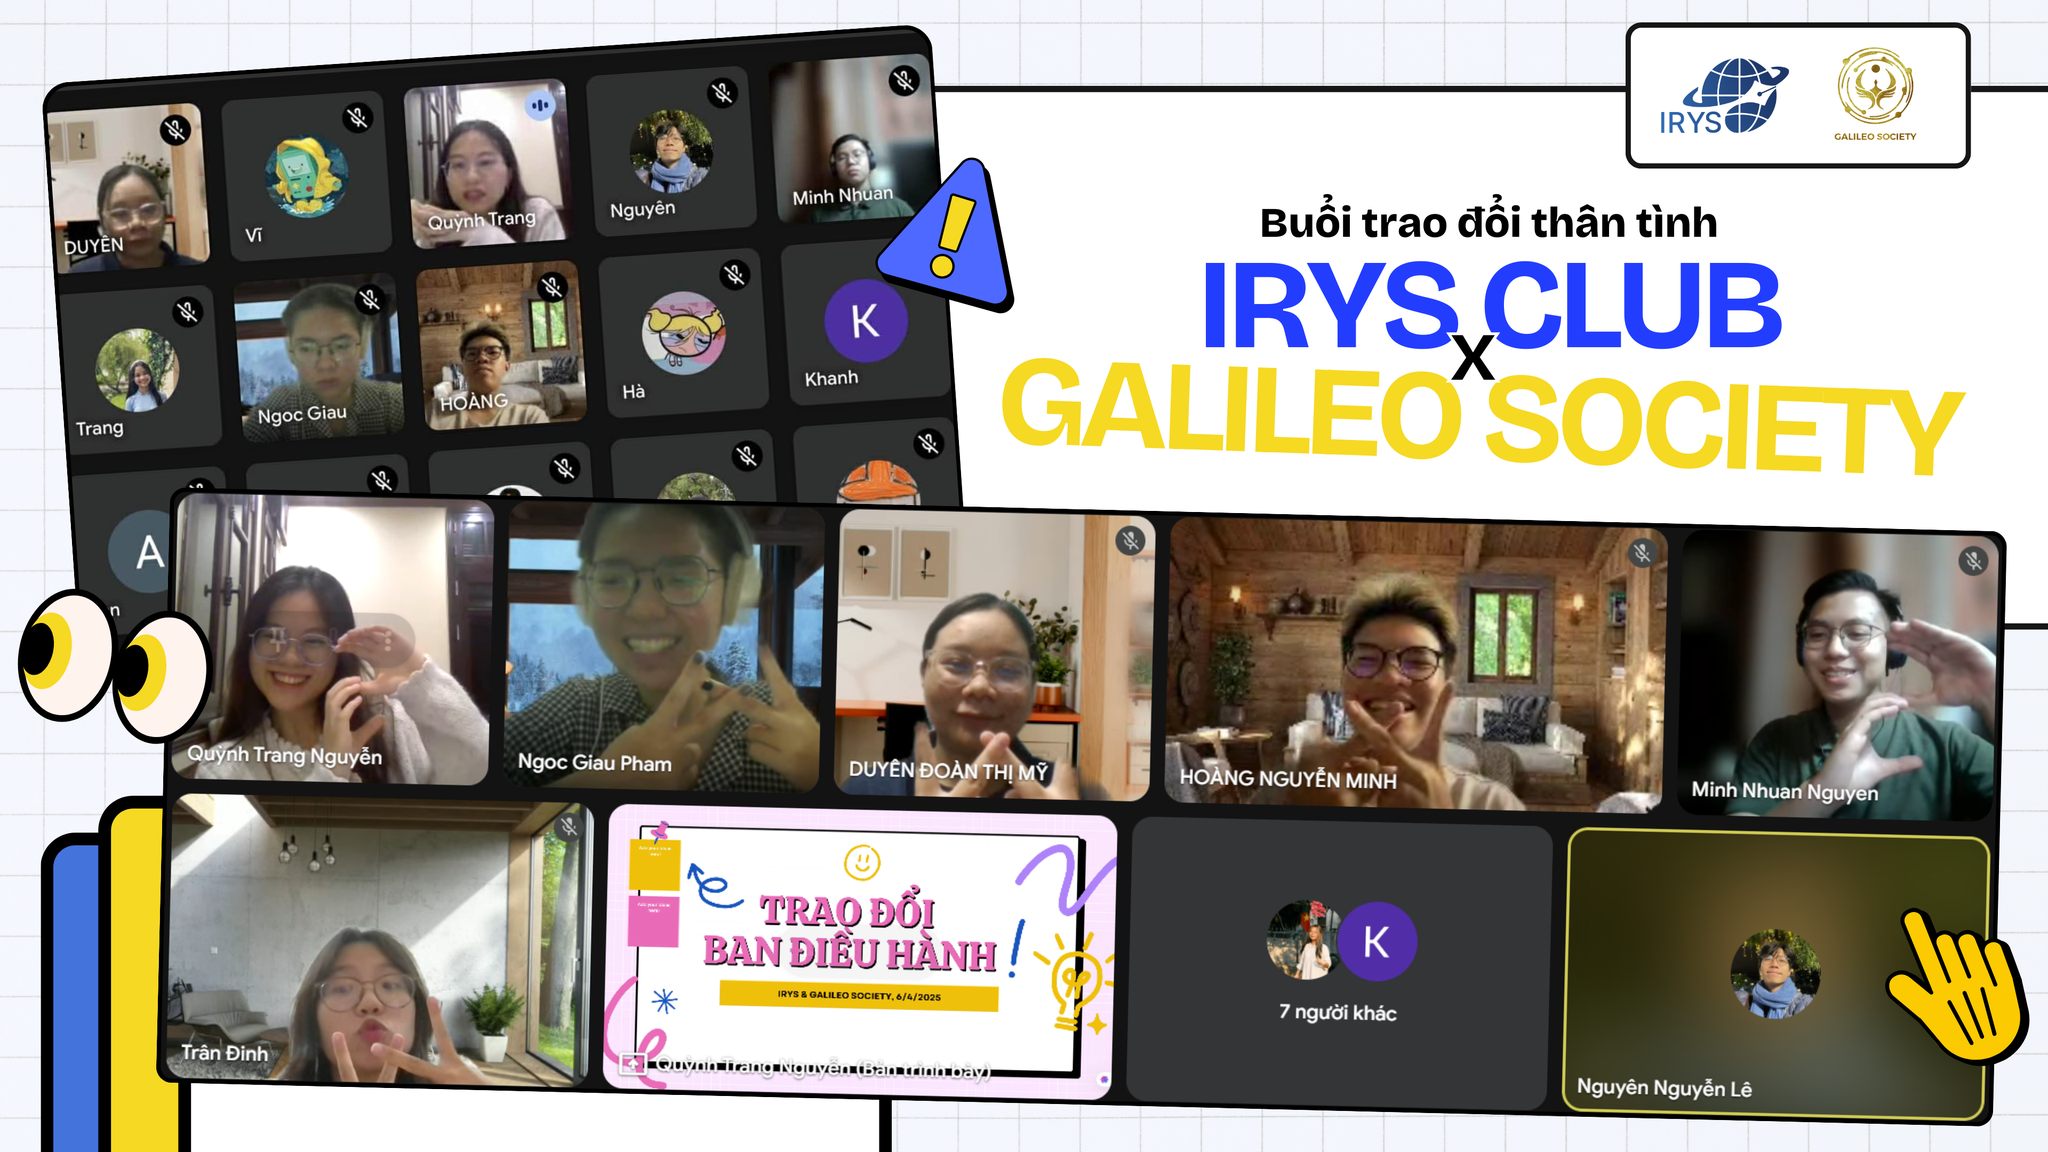 IRYS
GALILEO SOCIETY
Buổi trao đổi thân tình
IRYS CLUB
X
GALILEO SOCIETY
DUYÊN
Vĩ
Quỳnh Trang
Nguyên
Minh Nhuan
Trang
Ngoc Giau
HOÀNG
Hà
K
Khanh
A
n
Quỳnh Trang Nguyễn
Ngoc Giau Pham
DUYÊN ĐOÀN THỊ MỸ
HOÀNG NGUYỄN MINH
Minh Nhuan Nguyen
Trân Đinh
TRAO ĐỔI
BAN ĐIỀU HÀNH
IRYS & GALILEO SOCIETY, 6/4/2025
Quỳnh Trang Nguyễn (Bản trình bày)
K
7 người khác
Nguyên Nguyễn Lê